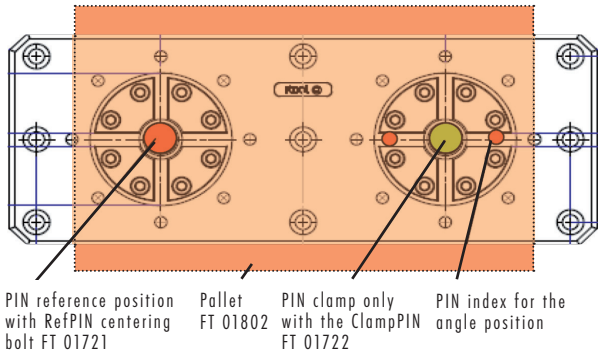 PIN reference position
with RefPIN centering
bolt FT 01721
Pallet
FT 01802
PIN clamp only
with the ClampPIN
FT 01722
PIN index for the
angle position